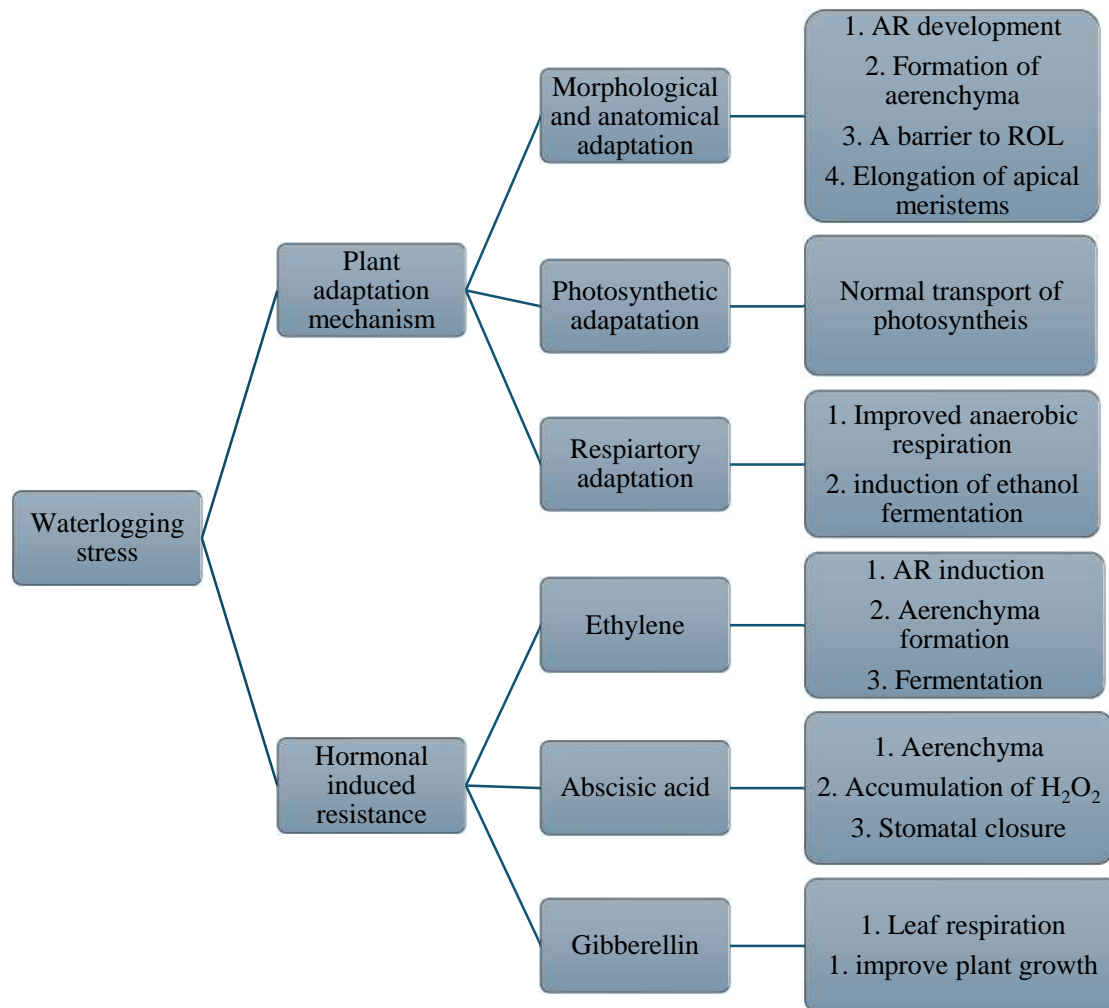 Waterlogging
stress
Plant
adaptation
mechanism
Morphological
and anatomical
adaptation
1. AR development
2. Formation of
aerenchyma
3. A barrier to ROL
4. Elongation of apical
meristems
Photosynthetic
adapatation
Normal transport of
photosyntheis
Respiartory
adaptation
1. Improved anaerobic
respiration
2. induction of ethanol
fermentation
Hormonal
induced
resistance
Ethylene
1. AR induction
2. Aerenchyma
formation
3. Fermentation
Abscisic acid
1. Aerenchyma
2. Accumulation of H₂O₂
3. Stomatal closure
Gibberellin
1. Leaf respiration
1. improve plant growth